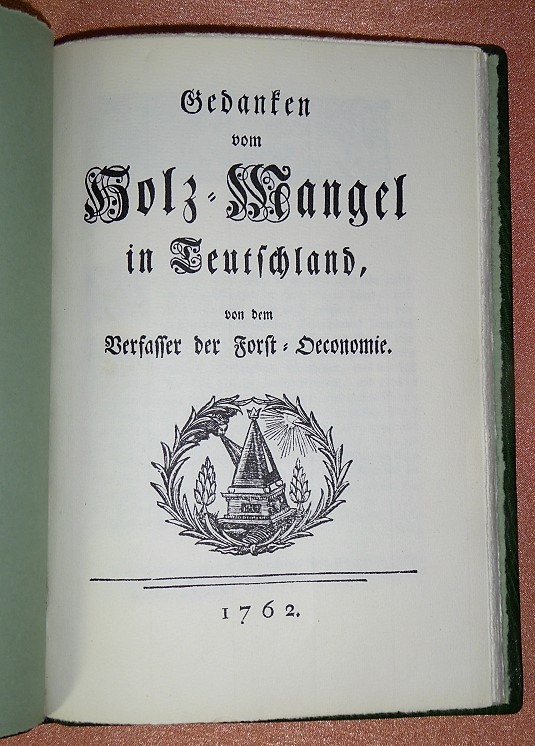 Gedanken
vom
Holz-Mangel
in Teutschland,
von dem
Verfasser der Forst-Oeconomie.
1762.